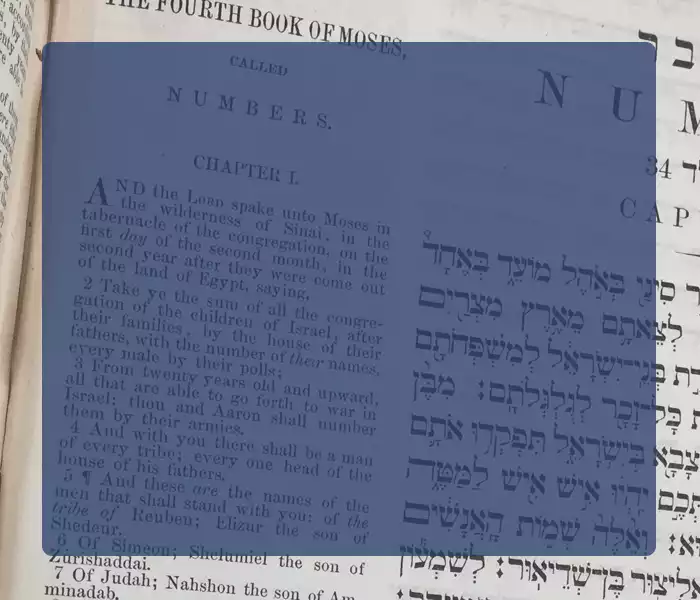 THE FOURTH BOOK OF MOSES,
CALLED
NUMBERS.
CHAPTER I.
AND the LORD spake unto Moses in
the wilderness of Sinai, in the
tabernacle of the congregation, on the
first day of the second month, in the
second year after they were come out
of the land of Egypt, saying,
2 Take ye the sum of all the congre-
gation of the children of Israel, after
their families, by the house of their
fathers, with the number of their names,
every male by their polls;
3 From twenty years old and upward,
all that are able to go forth to war in
Israel: thou and Aaron shall number
them by their armies.
4 And with you there shall be a man
of every tribe; every one head of the
house of his fathers.
5 ¶ And these are the names of the
men that shall stand with you: of the
tribe of Reuben; Elizur the son of
Shedeur.
6 Of Simeon; Shelumiel the son of
Zurishaddai.
7 Of Judah; Nahshon the son of Am-
minadab.
ב ר
N U M
34
CAP
סִינַי בְּאֹהֶל מוֹעֵד בְּאֶחָד
לְצֵאתָם מֵאֶרֶץ מִצְרַיִם
בְּנֵי־יִשְׂרָאֵל לְמִשְׁפְּחֹתָם
כָּל־זָכָר לְגֻלְגְּלֹתָם׃ מִבֶּן
צָבָא בְּיִשְׂרָאֵל תִּפְקְדוּ אֹתָם
יִהְיוּ אִישׁ אִישׁ לַמַּטֶּה
וְאֵלֶּה שְׁמוֹת הָאֲנָשִׁים
אֱלִיצוּר בֶּן־שְׁדֵיאוּר׃ לְשִׁמְעוֹן